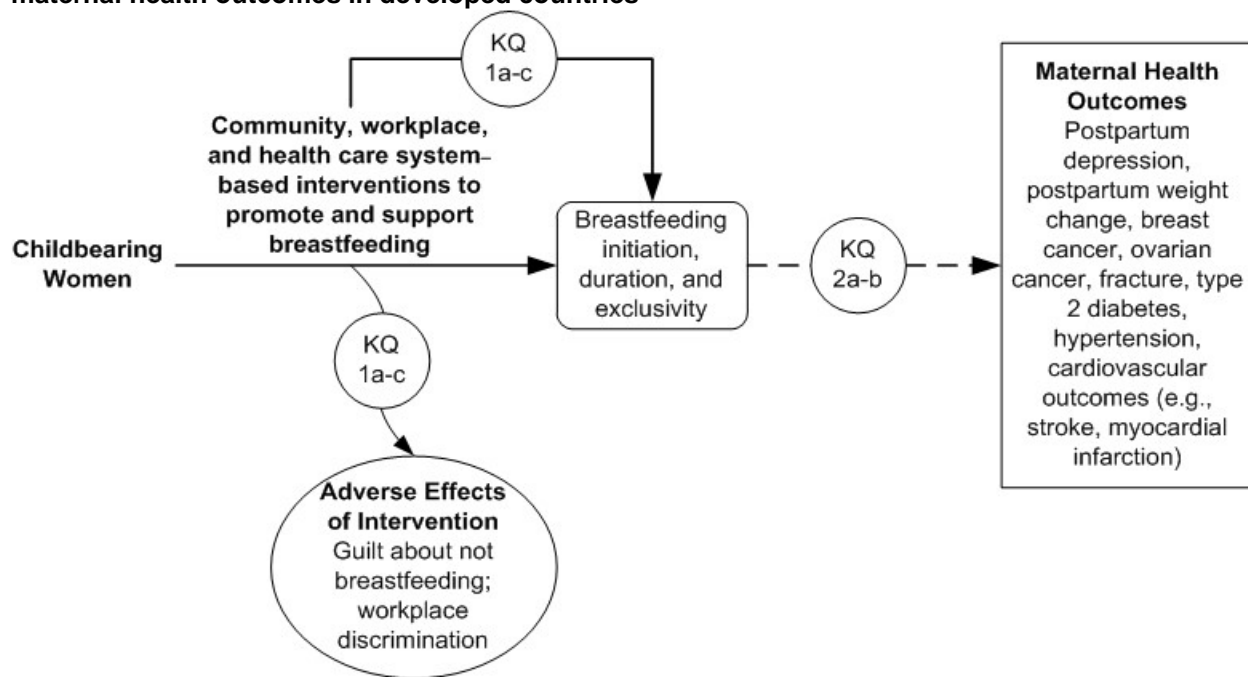 maternal health outcomes in developed countries
KQ
1a-c
Community, workplace,
and health care system–
based interventions to
promote and support
breastfeeding
Childbearing
Women
Breastfeeding
initiation,
duration, and
exclusivity
KQ
2a-b
Maternal Health
Outcomes
Postpartum
depression,
postpartum weight
change, breast
cancer, ovarian
cancer, fracture, type
2 diabetes,
hypertension,
cardiovascular
outcomes (e.g.,
stroke, myocardial
infarction)
KQ
1a-c
Adverse Effects
of Intervention
Guilt about not
breastfeeding;
workplace
discrimination